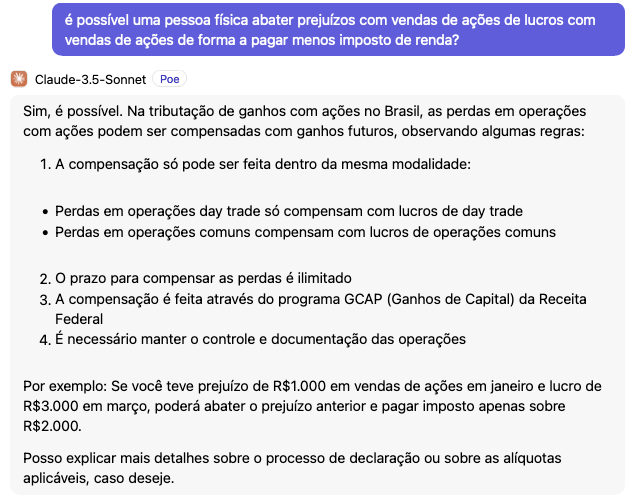 é possível uma pessoa física abater prejuízos com vendas de ações de lucros com
vendas de ações de forma a pagar menos imposto de renda?
Claude-3.5-Sonnet Poe
Sim, é possível. Na tributação de ganhos com ações no Brasil, as perdas em operações
com ações podem ser compensadas com ganhos futuros, observando algumas regras:
1. A compensação só pode ser feita dentro da mesma modalidade:
• Perdas em operações day trade só compensam com lucros de day trade
• Perdas em operações comuns compensam com lucros de operações comuns
2. O prazo para compensar as perdas é ilimitado
3. A compensação é feita através do programa GCAP (Ganhos de Capital) da Receita
Federal
4. É necessário manter o controle e documentação das operações
Por exemplo: Se você teve prejuízo de R$1.000 em vendas de ações em janeiro e lucro de
R$3.000 em março, poderá abater o prejuízo anterior e pagar imposto apenas sobre
R$2.000.
Posso explicar mais detalhes sobre o processo de declaração ou sobre as alíquotas
aplicáveis, caso deseje.